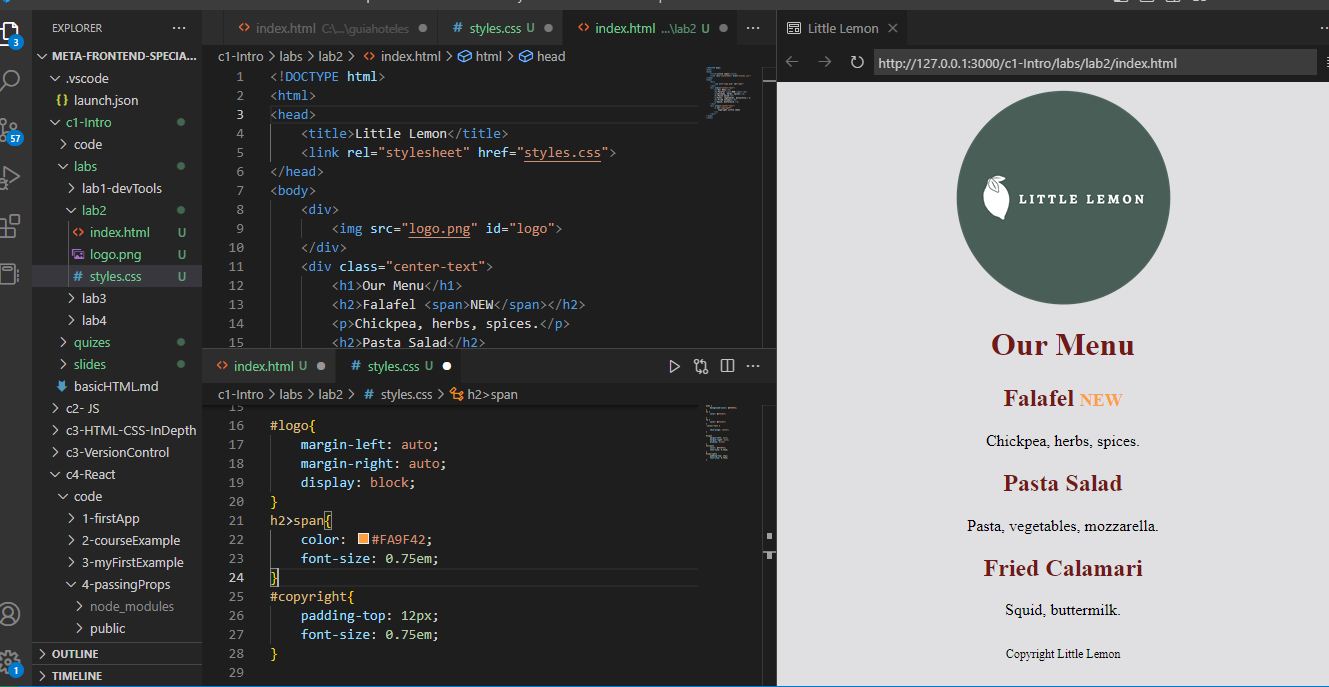 EXPLORER ···
META-FRONTEND-SPECIA...
.vscode
{} launch.json
c1-Intro
code
labs
lab1-devTools
lab2
<> index.html U
logo.png U
# styles.css U
lab3
lab4
quizes
slides
basicHTML.md
c2- JS
c3-HTML-CSS-InDepth
c3-VersionControl
c4-React
code
1-firstApp
2-courseExample
3-myFirstExample
4-passingProps
node_modules
public
OUTLINE
TIMELINE
3
57
1
<> index.html C:\...\guiahoteles ● # styles.css U ● <> index.html ...\lab2 U ● ···
c1-Intro > labs > lab2 > <> index.html > html > head
1 <!DOCTYPE html>
2 <html>
3 <head>
4 <title>Little Lemon</title>
5 <link rel="stylesheet" href="styles.css">
6 </head>
7 <body>
8 <div>
9 <img src="logo.png" id="logo">
10 </div>
11 <div class="center-text">
12 <h1>Our Menu</h1>
13 <h2>Falafel <span>NEW</span></h2>
14 <p>Chickpea, herbs, spices.</p>
15 <h2>Pasta Salad</h2>
<> index.html U ● # styles.css U ● ···
c1-Intro > labs > lab2 > # styles.css > h2>span
15
16 #logo{
17 margin-left: auto;
18 margin-right: auto;
19 display: block;
20 }
21 h2>span{
22 color: #FA9F42;
23 font-size: 0.75em;
24 }
25 #copyright{
26 padding-top: 12px;
27 font-size: 0.75em;
28 }
29
Little Lemon
http://127.0.0.1:3000/c1-Intro/labs/lab2/index.html
LITTLE LEMON
Our Menu
Falafel NEW
Chickpea, herbs, spices.
Pasta Salad
Pasta, vegetables, mozzarella.
Fried Calamari
Squid, buttermilk.
Copyright Little Lemon